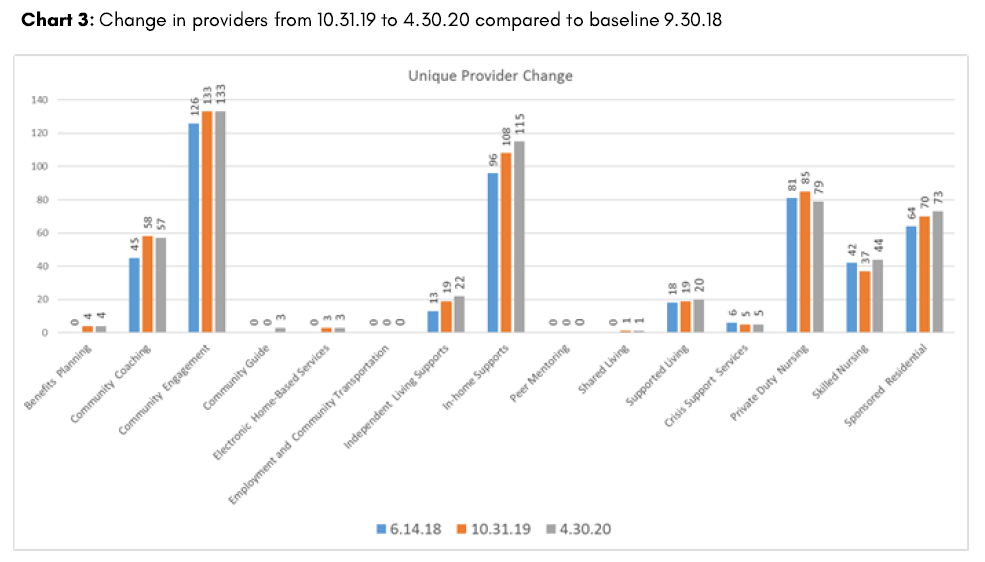 Chart 3: Change in providers from 10.31.19 to 4.30.20 compared to baseline 9.30.18
Unique Provider Change
140
120
100
80
60
40
20
0
0 4 4
45 58 57
126 133 133
0 0 3
0 3 3
0 0 0
13 19 22
96 108 115
0 0 0
0 1 1
18 19 20
6 5 5
81 85 79
42 37 44
64 70 73
Benefits Planning
Community Coaching
Community Engagement
Community Guide
Electronic Home-Based Services
Employment and Community Transportation
Independent Living Supports
In-home Supports
Peer Mentoring
Shared Living
Supported Living
Crisis Support Services
Private Duty Nursing
Skilled Nursing
Sponsored Residential
6.14.18 10.31.19 4.30.20